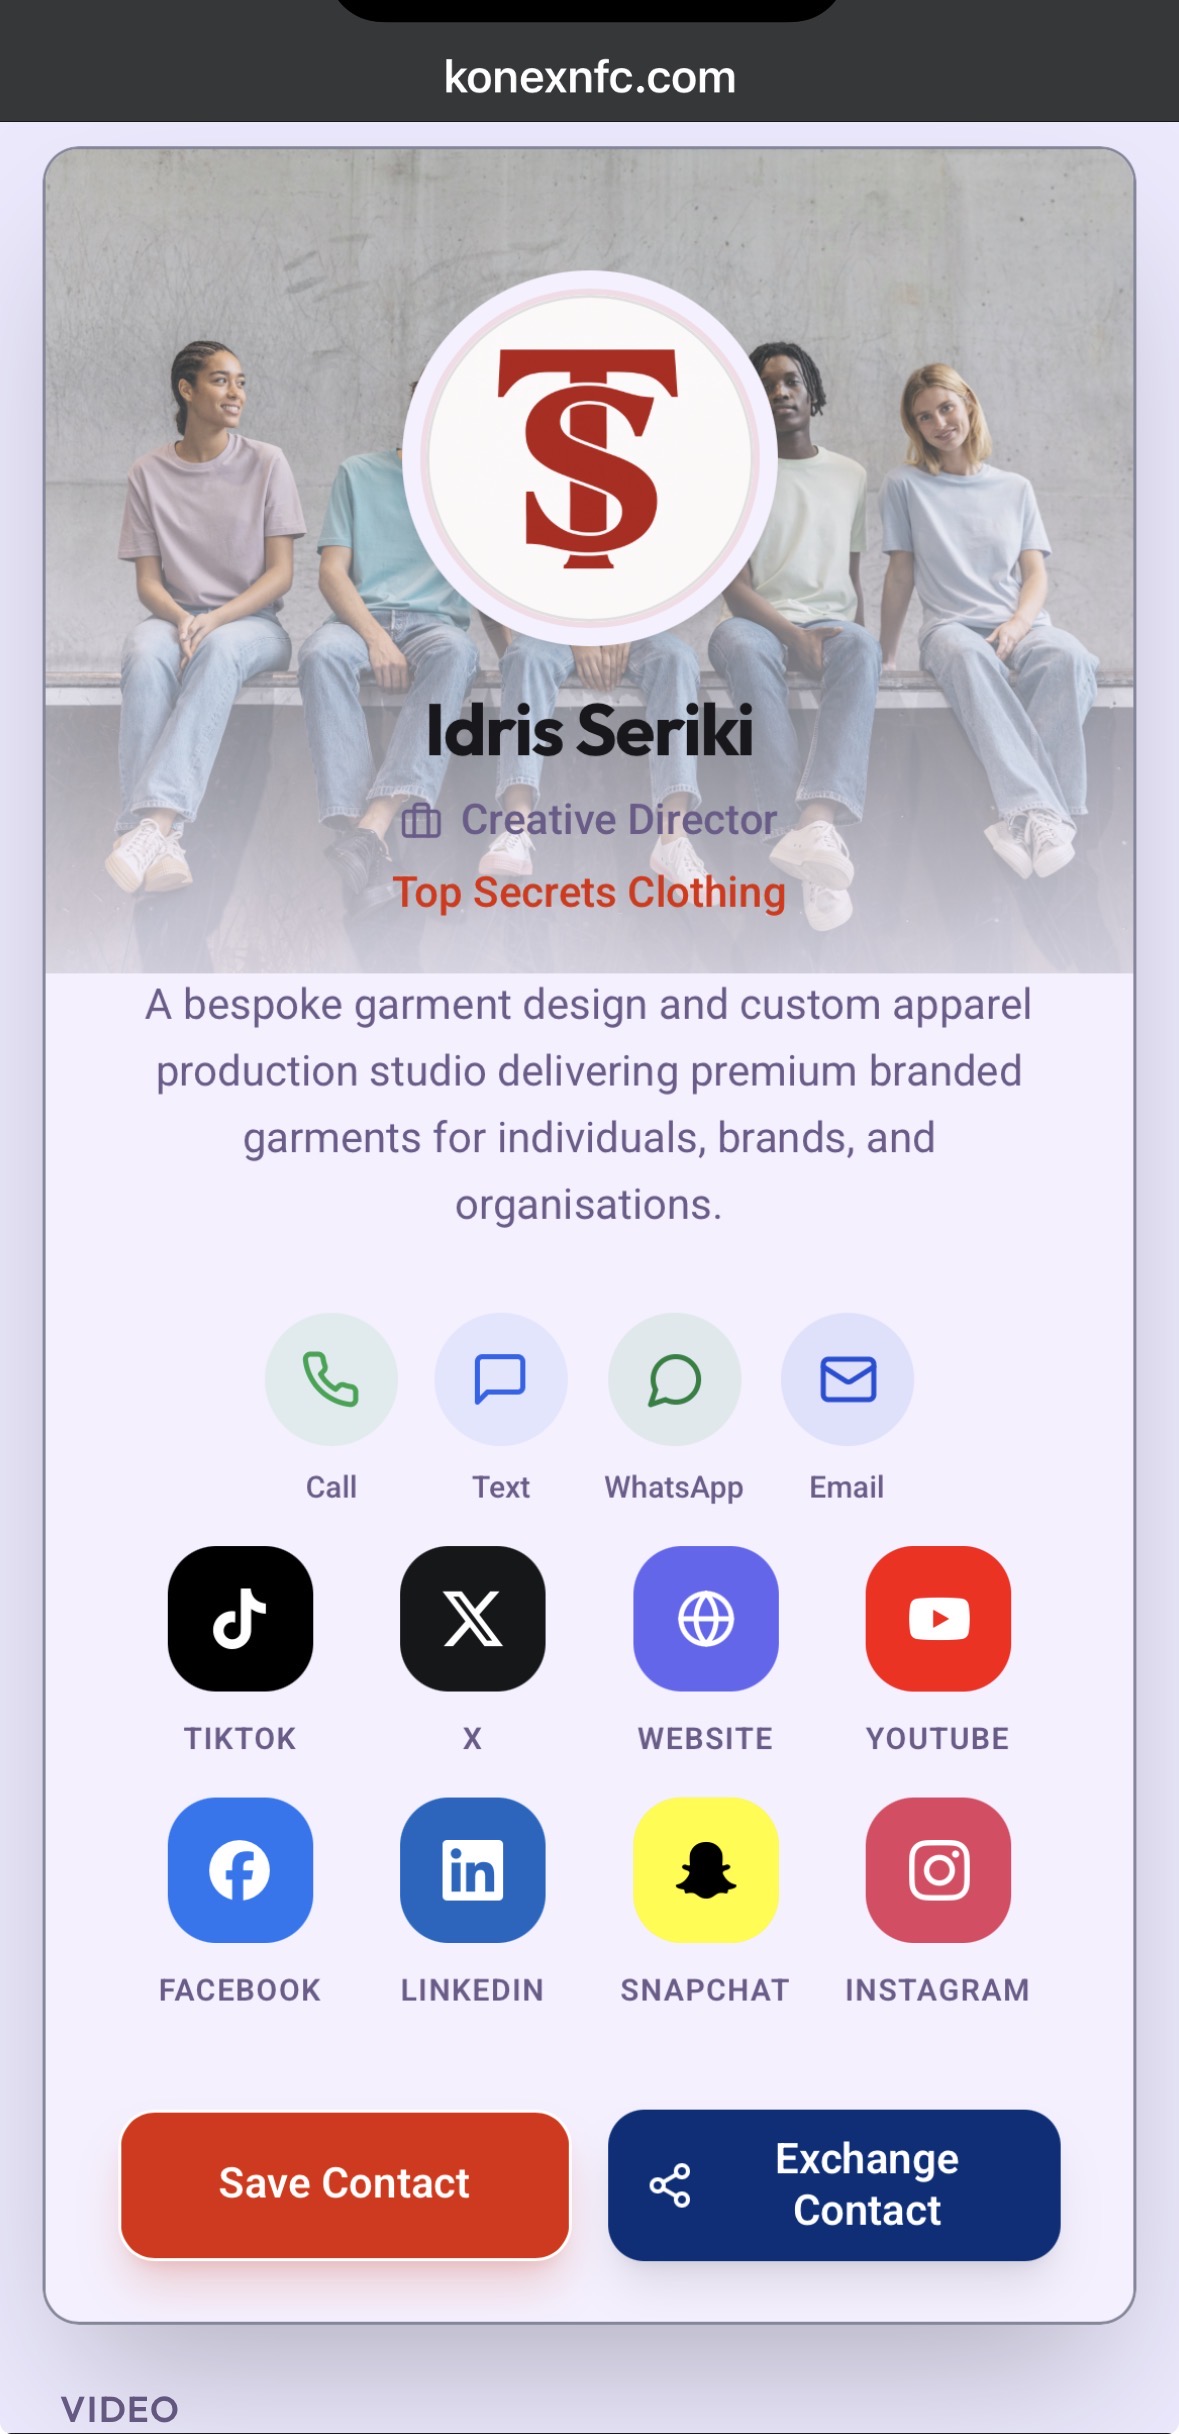 konexnfc.com
TS
Idris Seriki
Creative Director
Top Secrets Clothing
A bespoke garment design and custom apparel
production studio delivering premium branded
garments for individuals, brands, and
organisations.
Call Text WhatsApp Email
TIKTOK X WEBSITE YOUTUBE
FACEBOOK LINKEDIN SNAPCHAT INSTAGRAM
Save Contact
Exchange
Contact
VIDEO